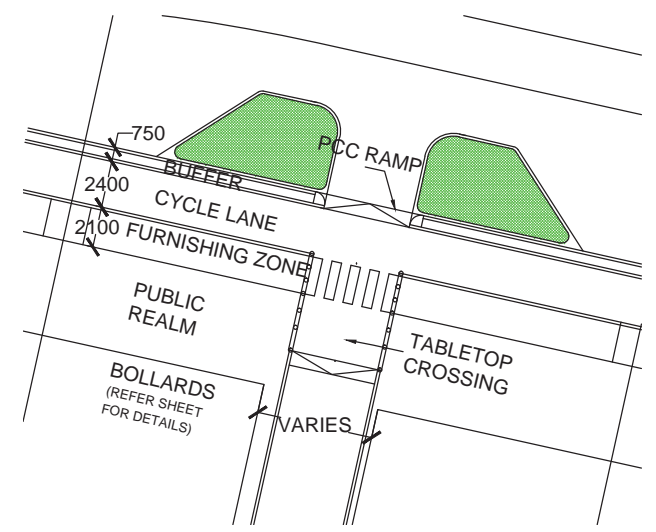 750
PCC RAMP
BUFFER
2400
CYCLE LANE
2100
FURNISHING ZONE
PUBLIC
REALM
TABLETOP
CROSSING
BOLLARDS
(REFER SHEET
FOR DETAILS)
VARIES